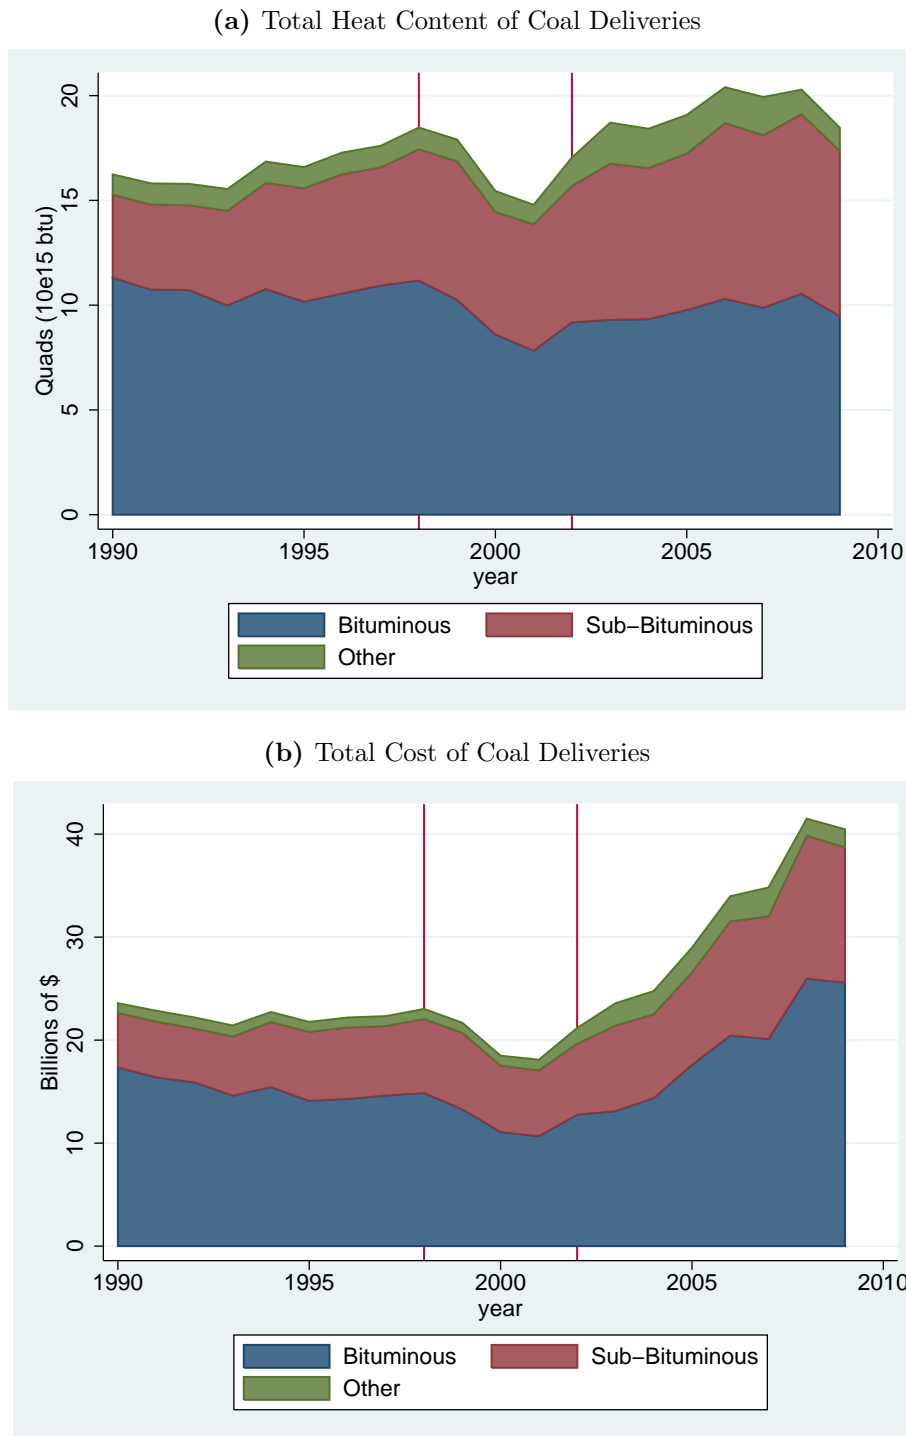 (a) Total Heat Content of Coal Deliveries
Quads (10e15 btu)
20
15
10
5
0
1990 1995 2000 2005 2010
year
Bituminous Sub−Bituminous
Other
(b) Total Cost of Coal Deliveries
Billions of $
40
30
20
10
0
1990 1995 2000 2005 2010
year
Bituminous Sub−Bituminous
Other